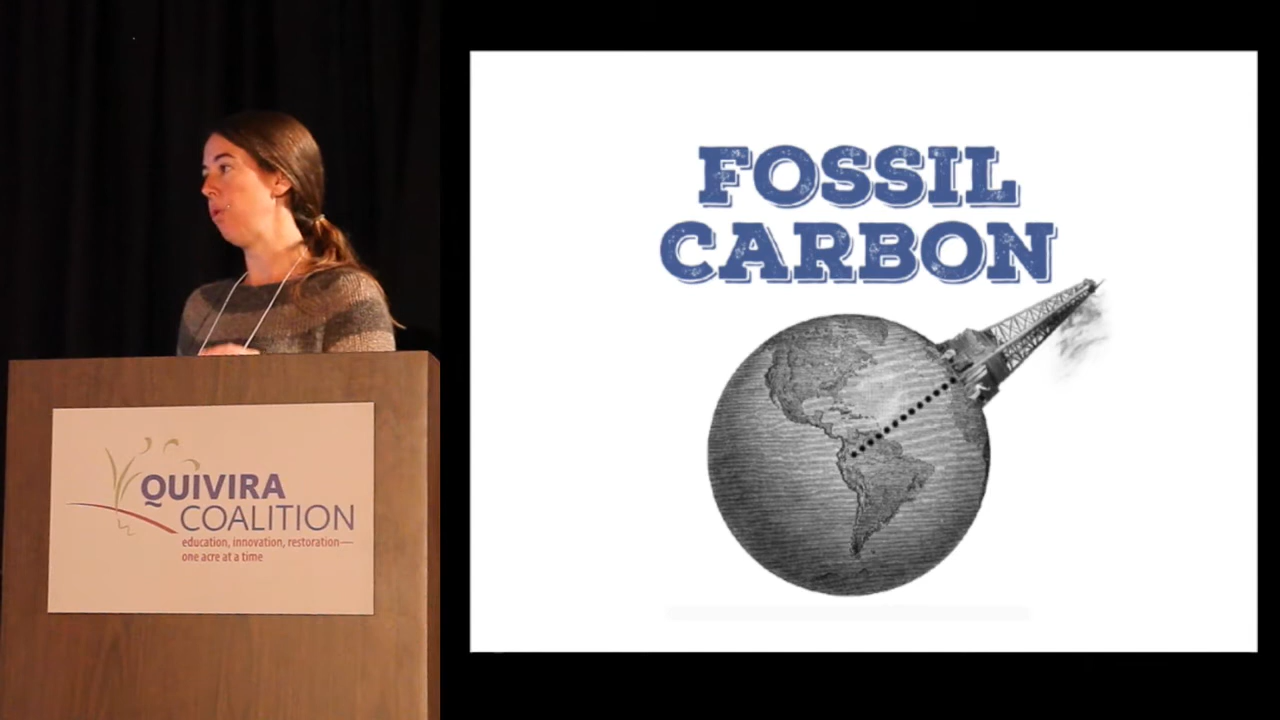 QUIVIRA
COALITION
education, innovation, restoration—
one acre at a time
FOSSIL
CARBON